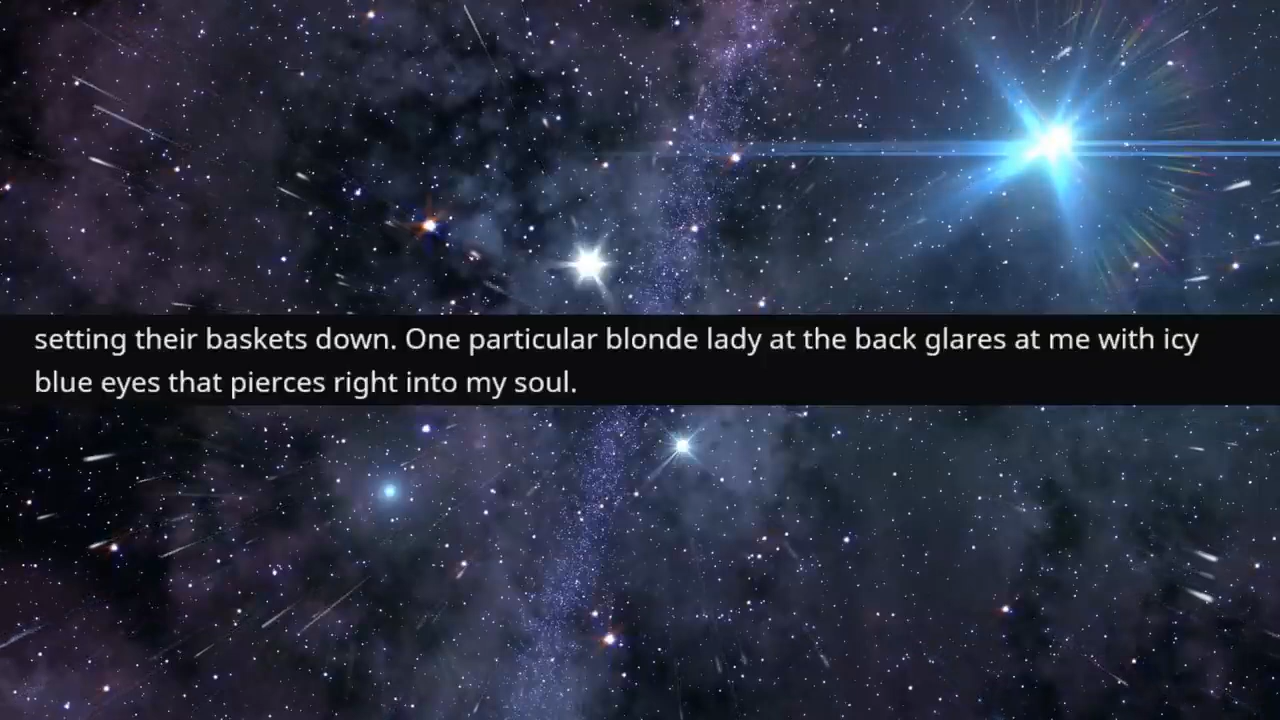 setting their baskets down. One particular blonde lady at the back glares at me with icy
blue eyes that pierces right into my soul.